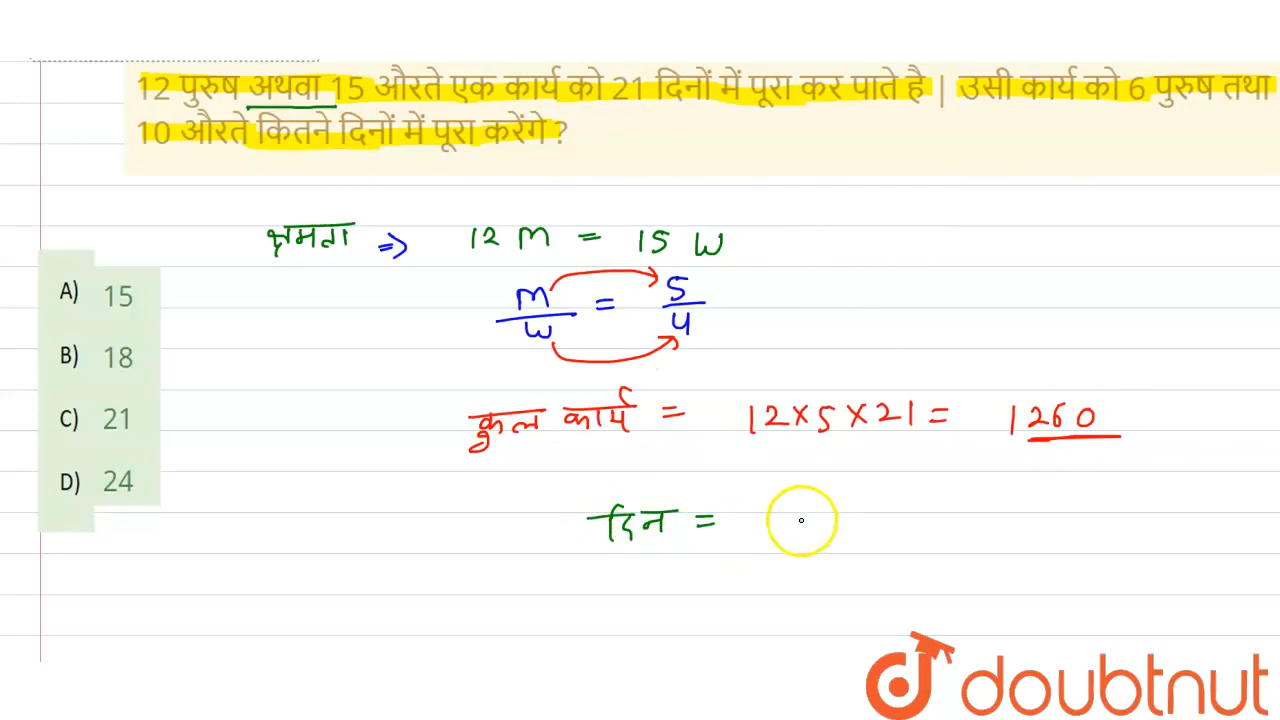 12 पुरुष अथवा 15 औरते एक कार्य को 21 दिनों में पूरा कर पाते है | उसी कार्य को 6 पुरुष तथा
10 औरते कितने दिनों में पूरा करेंगे ?
क्षमता => 12 M = 15 W
M/W = 5/4
कुल कार्य = 12×5×21 = 1260
दिन =
A) 15
B) 18
C) 21
D) 24
doubtnut